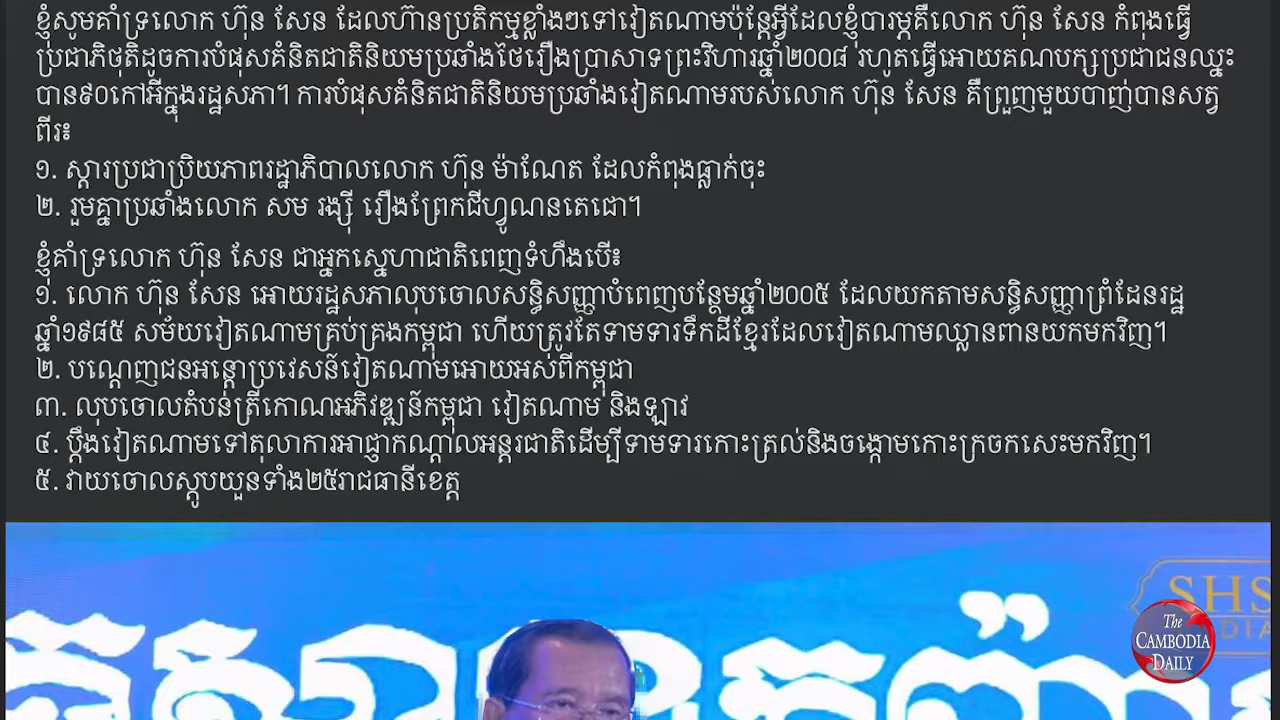 ខ្ញុំសូមគាំទ្រលោក ហ៊ុន សែន ដែលហ៊ានប្រតិកម្មខ្លាំងៗទៅវៀតណាមប៉ុន្តែអ្វីដែលខ្ញុំបារម្ភគឺលោក ហ៊ុន សែន កំពុងធ្វើ
ប្រជាភិថុតិដូចការបំផុសគំនិតជាតិនិយមប្រឆាំងថៃរឿងប្រាសាទព្រះវិហារឆ្នាំ២០០៨ រហូតធ្វើអោយគណបក្សប្រជាជនឈ្នះ
បាន៩០កៅអីក្នុងរដ្ឋសភា។ ការបំផុសគំនិតជាតិនិយមប្រឆាំងវៀតណាមរបស់លោក ហ៊ុន សែន គឺព្រួញមួយបាញ់បានសត្វ
ពីរ៖
១. ស្តារប្រជាប្រិយភាពរដ្ឋាភិបាលលោក ហ៊ុន ម៉ាណែត ដែលកំពុងធ្លាក់ចុះ
២. រួមគ្នាប្រឆាំងលោក សម រង្ស៊ី រឿងព្រែកជីហ្វូណនតេជោ។
ខ្ញុំគាំទ្រលោក ហ៊ុន សែន ជាអ្នកស្នេហាជាតិពេញទំហឹងបើ៖
១. លោក ហ៊ុន សែន អោយរដ្ឋសភាលុបចោលសន្ធិសញ្ញាបំពេញបន្ថែមឆ្នាំ២០០៥ ដែលយកតាមសន្ធិសញ្ញាព្រំដែនរដ្ឋ
ឆ្នាំ១៩៨៥ សម័យវៀតណាមគ្រប់គ្រងកម្ពុជា ហើយត្រូវតែទាមទារទឹកដីខ្មែរដែលវៀតណាមឈ្លានពានយកមកវិញ។
២. បណ្តេញជនអន្តោប្រវេសន៍វៀតណាមអោយអស់ពីកម្ពុជា
៣. លុបចោលតំបន់ត្រីកោណអភិវឌ្ឍន៍កម្ពុជា វៀតណាម និងឡាវ
៤. ប្តឹងវៀតណាមទៅតុលាការអាជ្ញាកណ្តាលអន្តរជាតិដើម្បីទាមទារកោះត្រល់និងចង្កោមកោះក្រចកសេះមកវិញ។
៥. វាយចោលស្តូបយួនទាំង២៥រាជធានីខេត្ត
SHS
The
CAMBODIA
DAILY